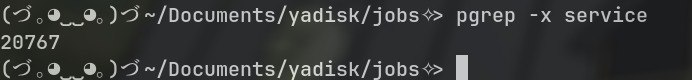 (づ｡◕‿‿◕｡)づ~/Documents/yadisk/jobs✧> pgrep -x service
20767
(づ｡◕‿‿◕｡)づ~/Documents/yadisk/jobs✧>